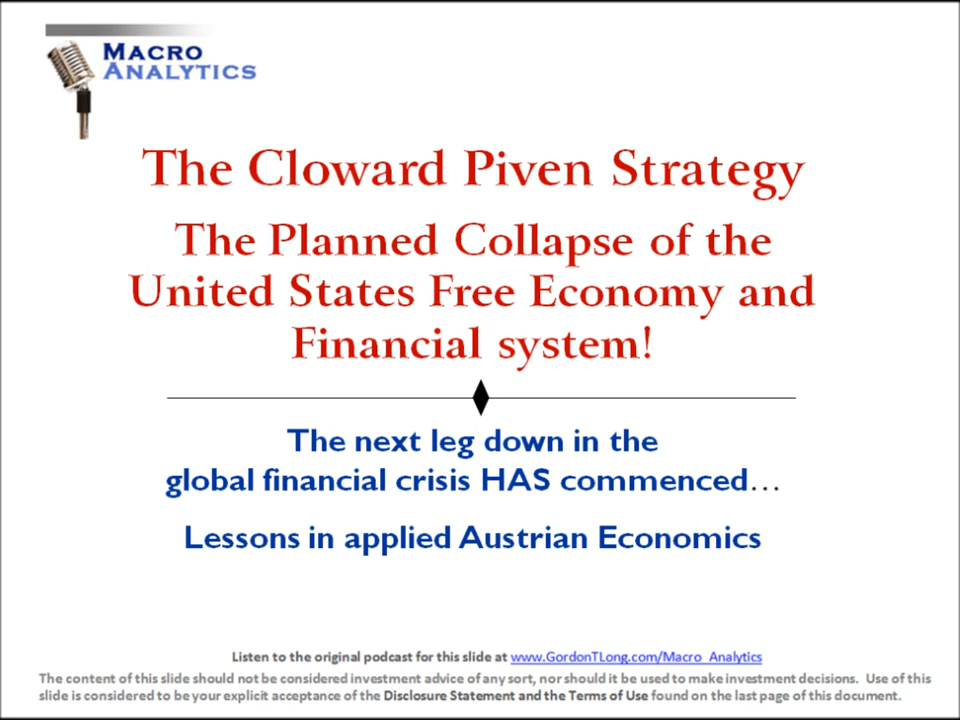 MACRO
ANALYTICS
The Cloward Piven Strategy
The Planned Collapse of the
United States Free Economy and
Financial system!
The next leg down in the
global financial crisis HAS commenced...
Lessons in applied Austrian Economics
Listen to the original podcast for this slide at www.GordonTLong.com/Macro_Analytics
The content of this slide should not be considered investment advice of any sort, nor should it be used to make investment decisions. Use of this
slide is considered to be your explicit acceptance of the Disclosure Statement and the Terms of Use found on the last page of this document.